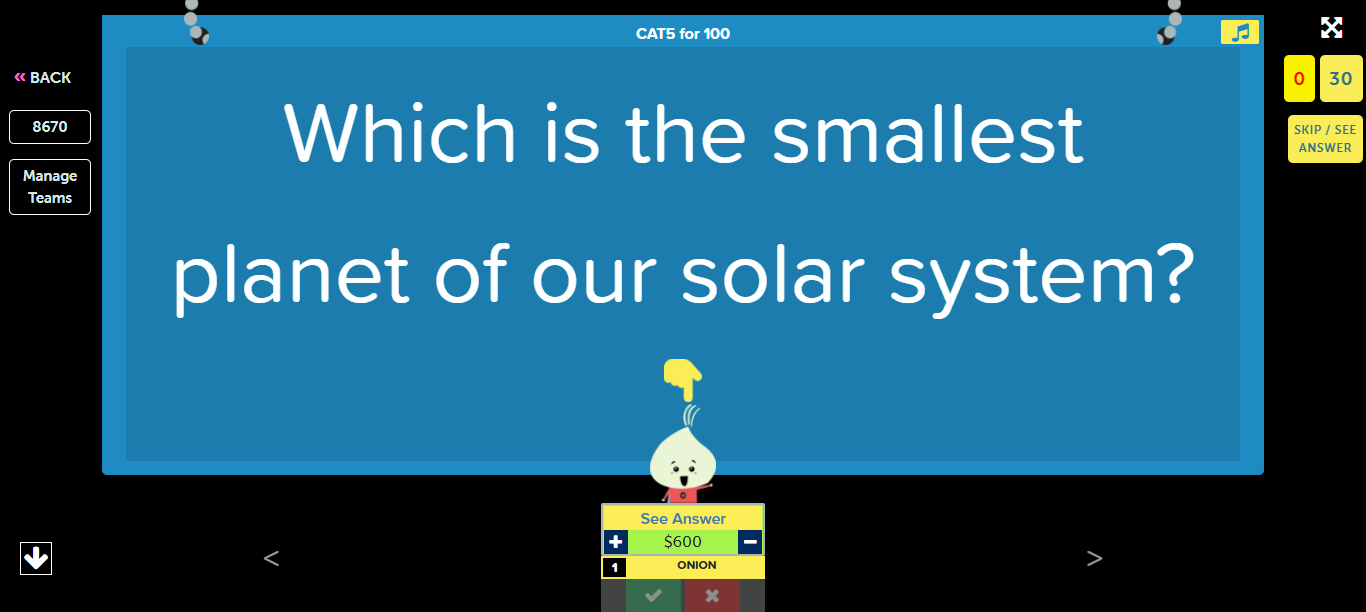 CAT5 for 100
« BACK
8670
Manage
Teams
0 30
SKIP / SEE
ANSWER
Which is the smallest
planet of our solar system?
See Answer
+ $600 −
1 ONION
< >